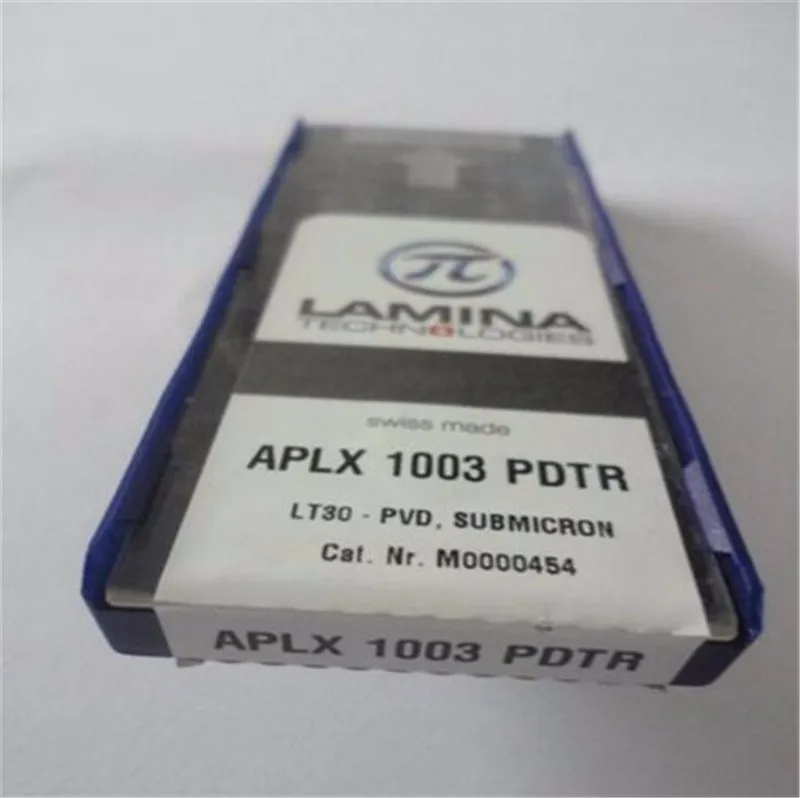 π
LAMINA
TECHNOLOGIES
swiss made
APLX 1003 PDTR
LT30 - PVD, SUBMICRON
Cat. Nr. M0000454
APLX 1003 PDTR